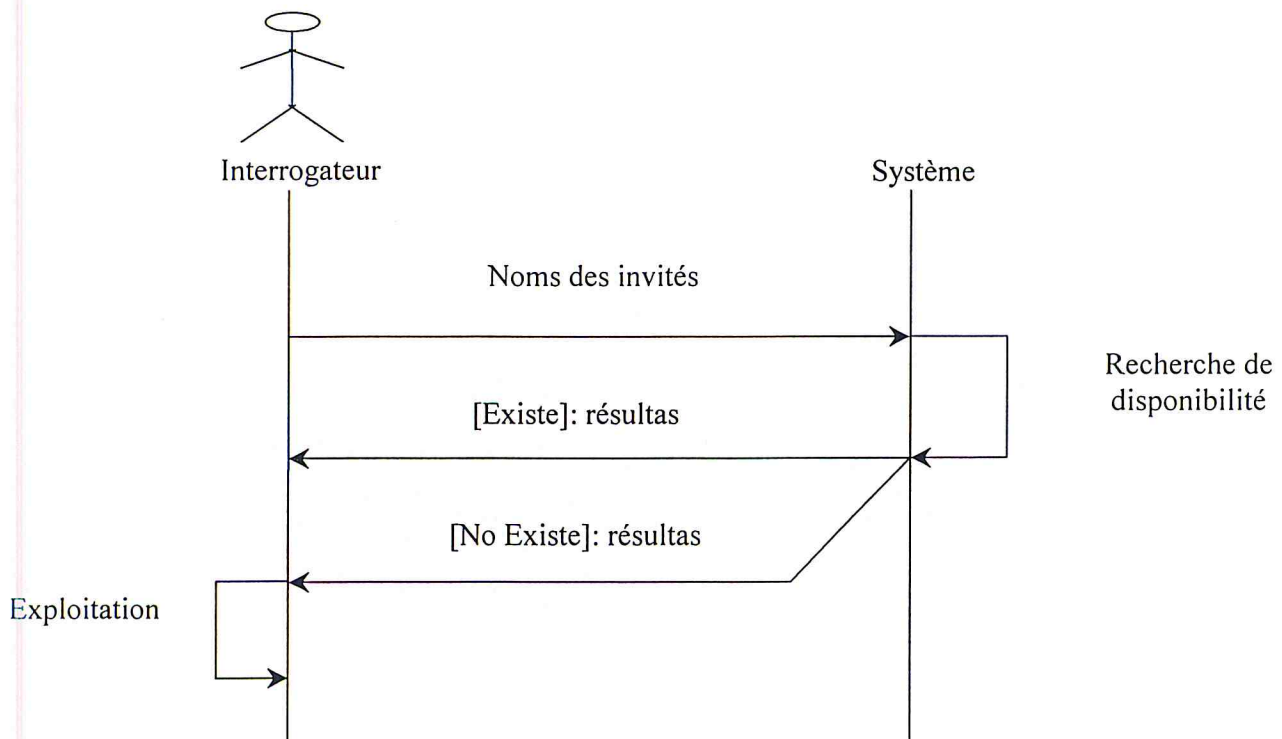 Interrogateur
Système
Noms des invités
Recherche de
disponibilité
[Existe]: résultas
[No Existe]: résultas
Exploitation